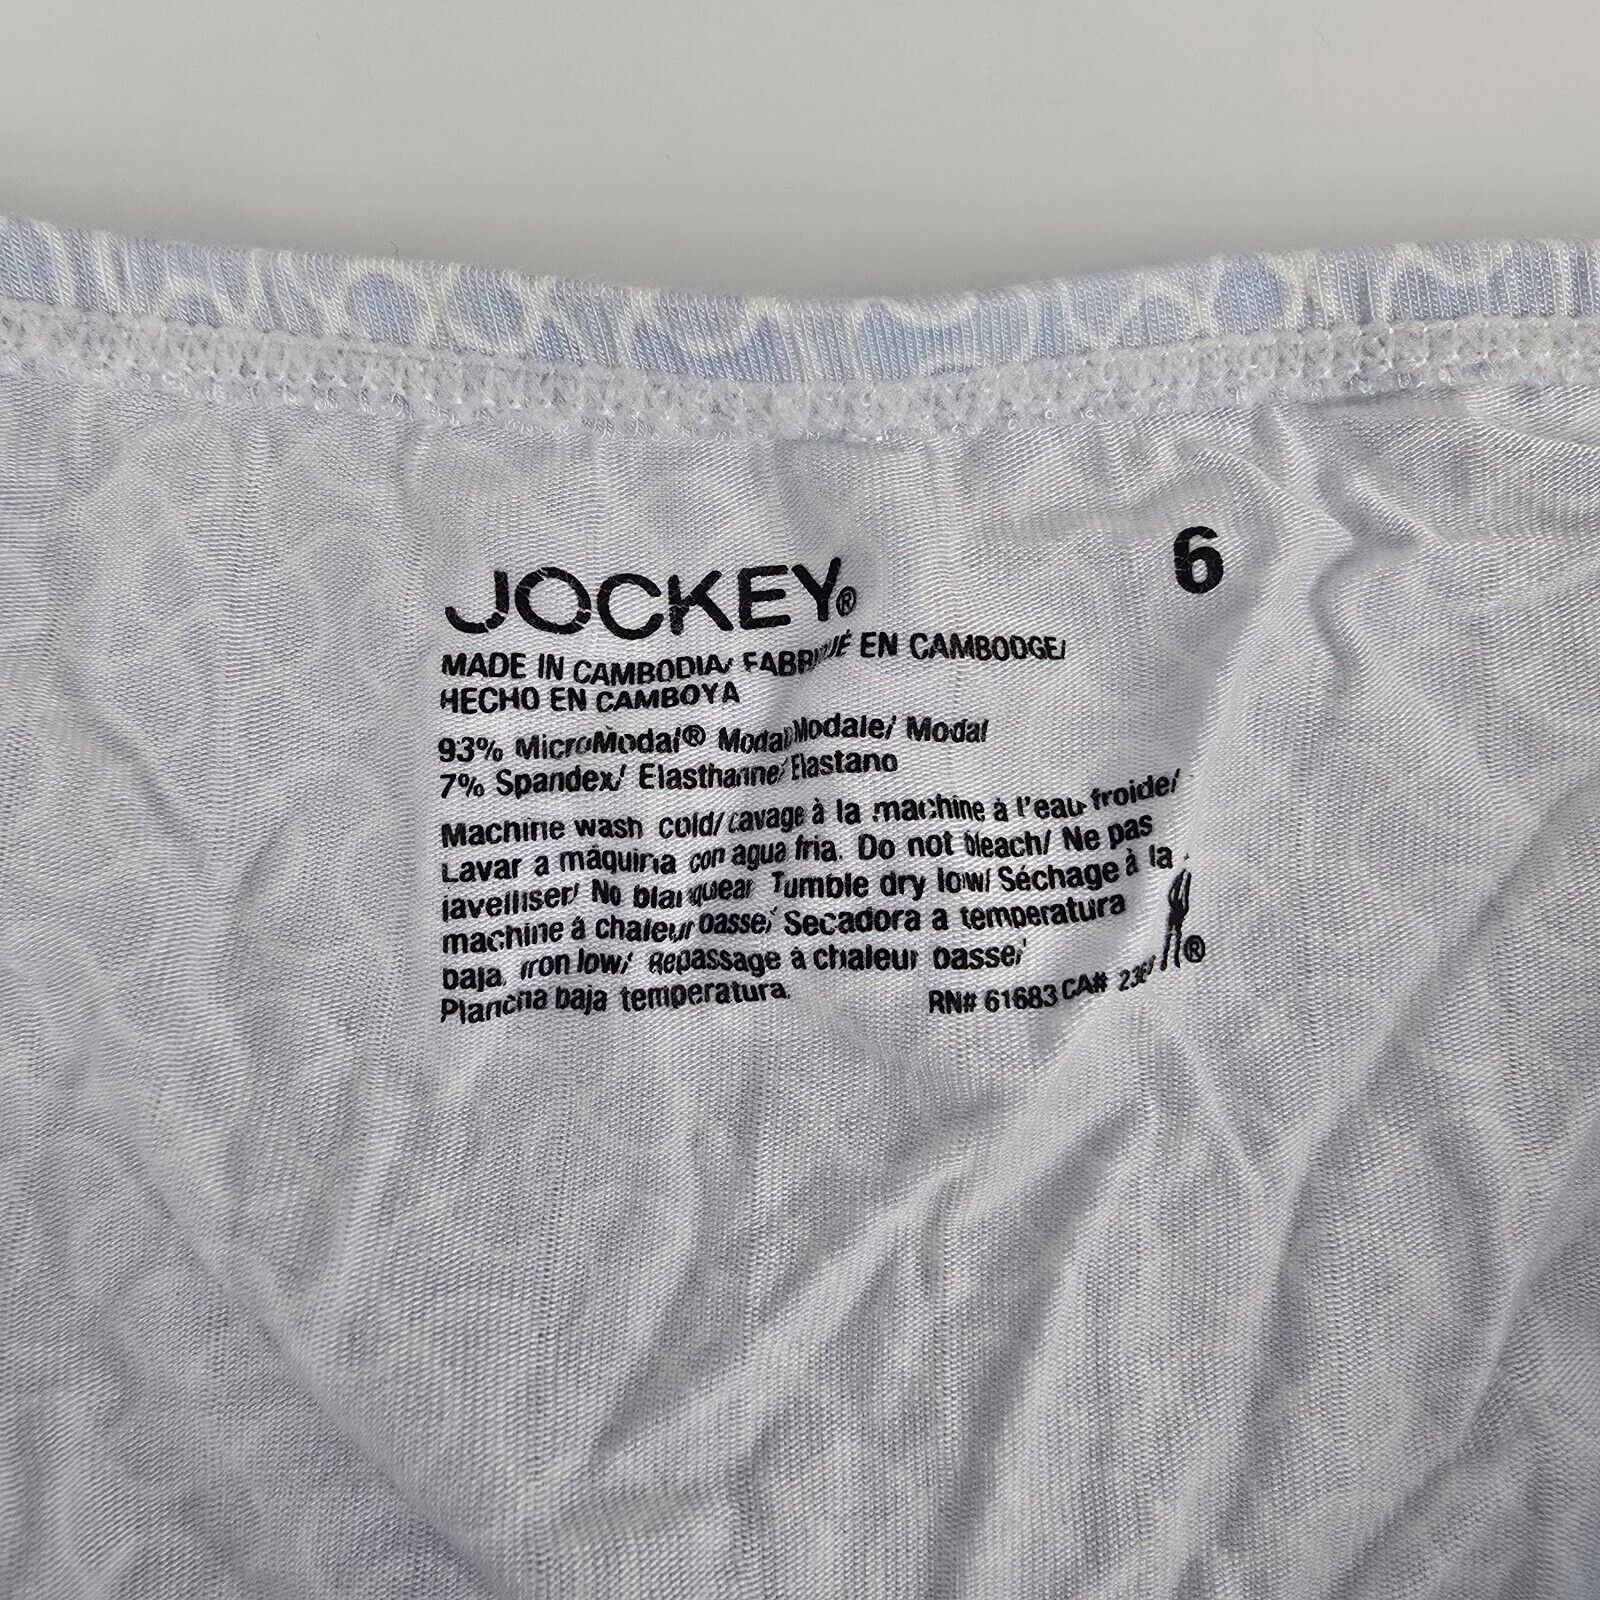 JOCKEY®
6
MADE IN CAMBODIA/ FABRIQUÉ EN CAMBODGE/
HECHO EN CAMBOYA
93% MicroModal® Modal/Modale/ Modal
7% Spandex/ Elasthanne/Elastano
Machine wash cold/Lavage à la machine à l'eau froide/
Lavar a máquina con agua fria. Do not bleach/ Ne pas
javelliser/ No blanquear Tumble dry low/ Séchage à la
machine à chaleur basse/ Secadora a temperatura
baja. Iron low/ Repassage à chaleur basse/
Plancha baja temperatura.
RN# 61683 CA#
®